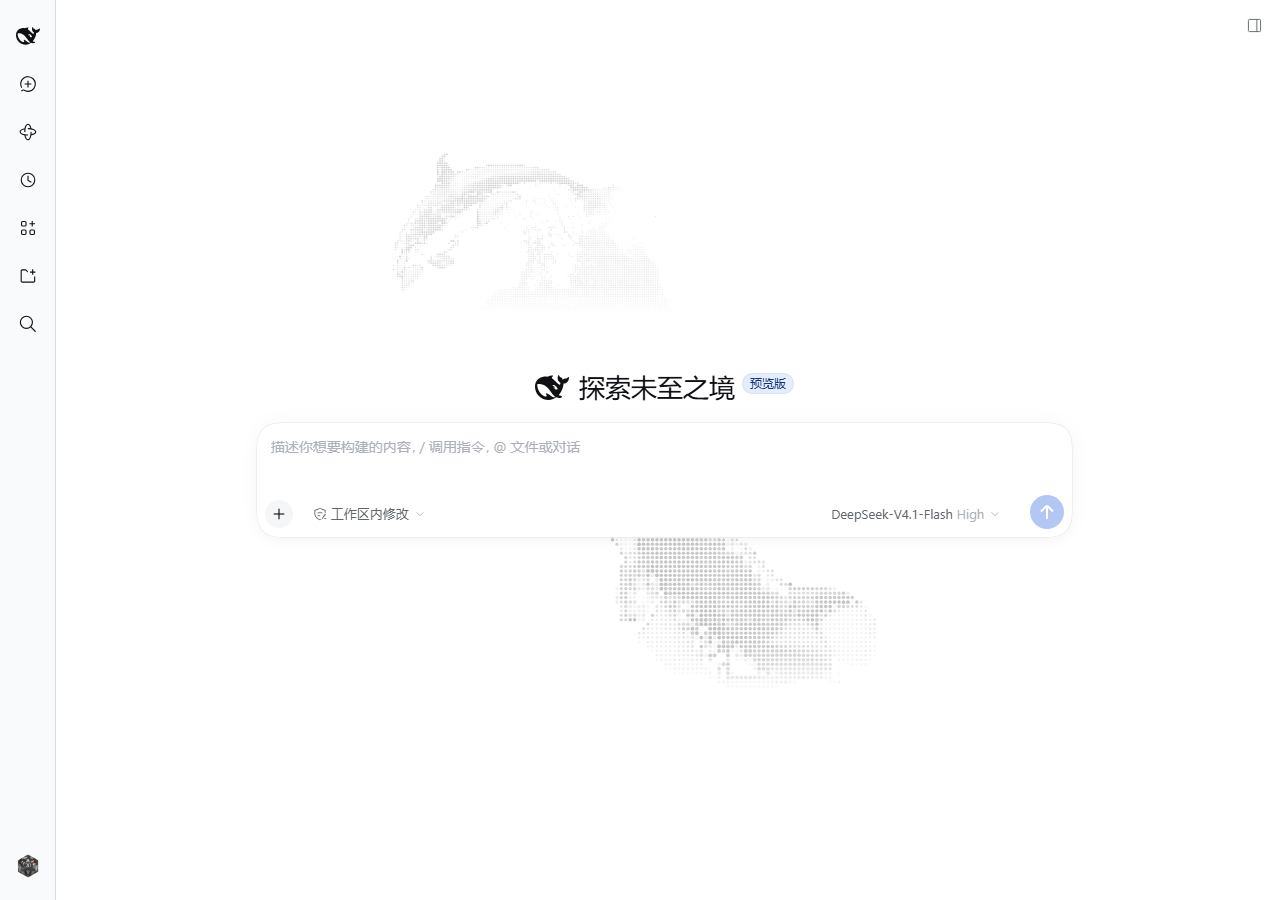 探索未至之境 预览版
描述你想要构建的内容, / 调用指令, @ 文件或对话
工作区内修改
DeepSeek-V4.1-Flash High